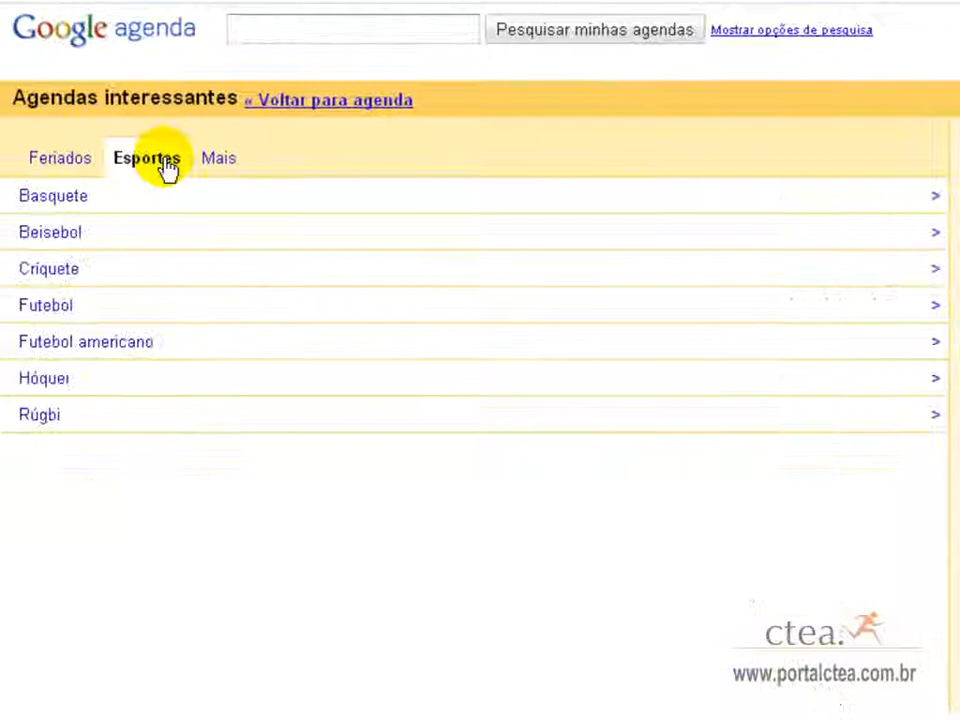 Google agenda
Pesquisar minhas agendas
Mostrar opções de pesquisa
Agendas interessantes « Voltar para agenda
Feriados Esportes Mais
Basquete >
Beisebol >
Críquete >
Futebol >
Futebol americano >
Hóquei >
Rúgbi >
ctea.
www.portalctea.com.br